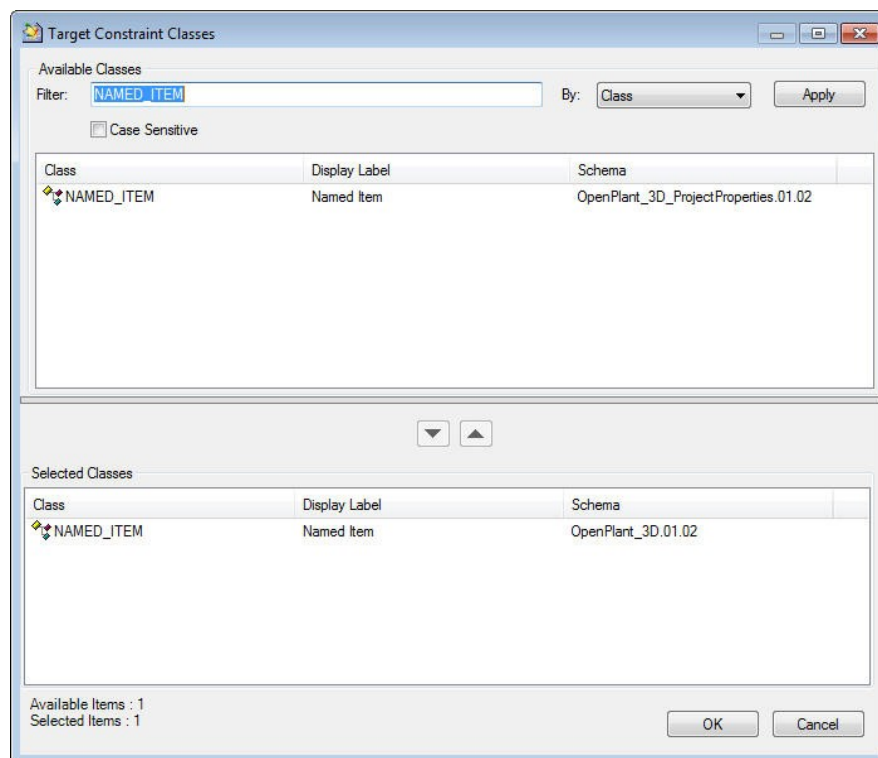 Target Constraint Classes
Available Classes
Filter: NAMED_ITEM By: Class Apply
Case Sensitive
Class Display Label Schema
NAMED_ITEM Named Item OpenPlant_3D_ProjectProperties.01.02
Selected Classes
Class Display Label Schema
NAMED_ITEM Named Item OpenPlant_3D.01.02
Available Items : 1
Selected Items : 1
OK Cancel